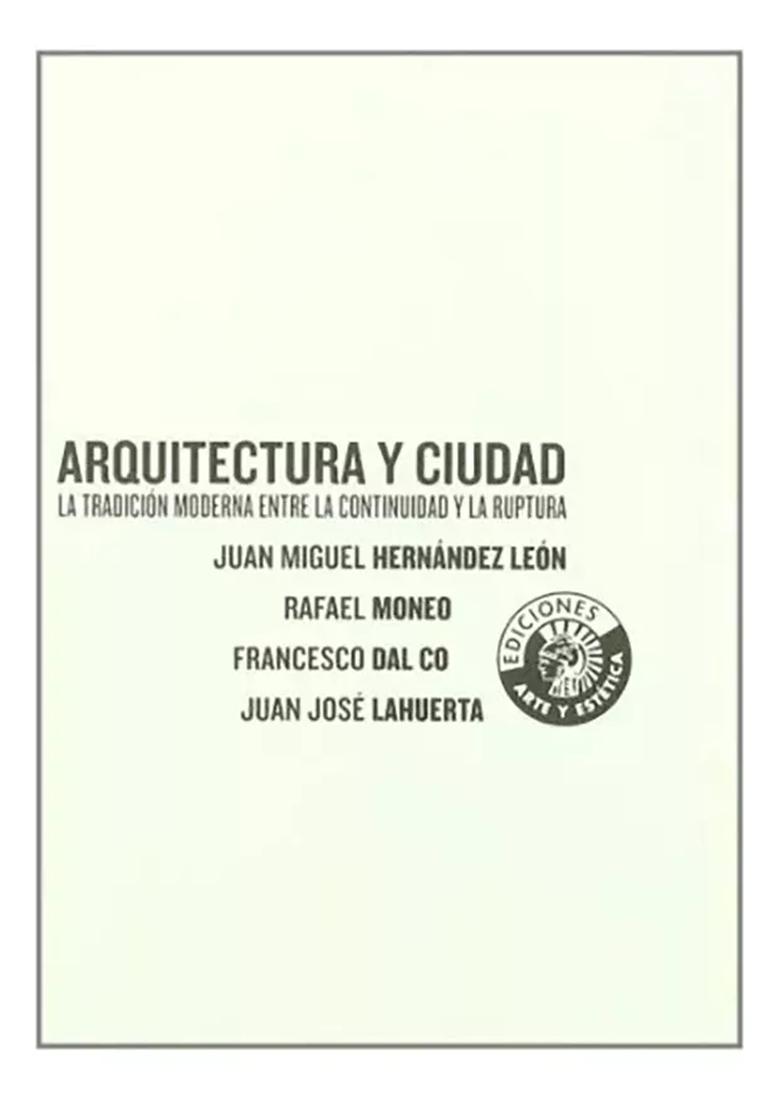 ARQUITECTURA Y CIUDAD
LA TRADICIÓN MODERNA ENTRE LA CONTINUIDAD Y LA RUPTURA
JUAN MIGUEL HERNÁNDEZ LEÓN
RAFAEL MONEO
FRANCESCO DAL CO
JUAN JOSÉ LAHUERTA
EDICIONES
ARTE Y ESTÉTICA